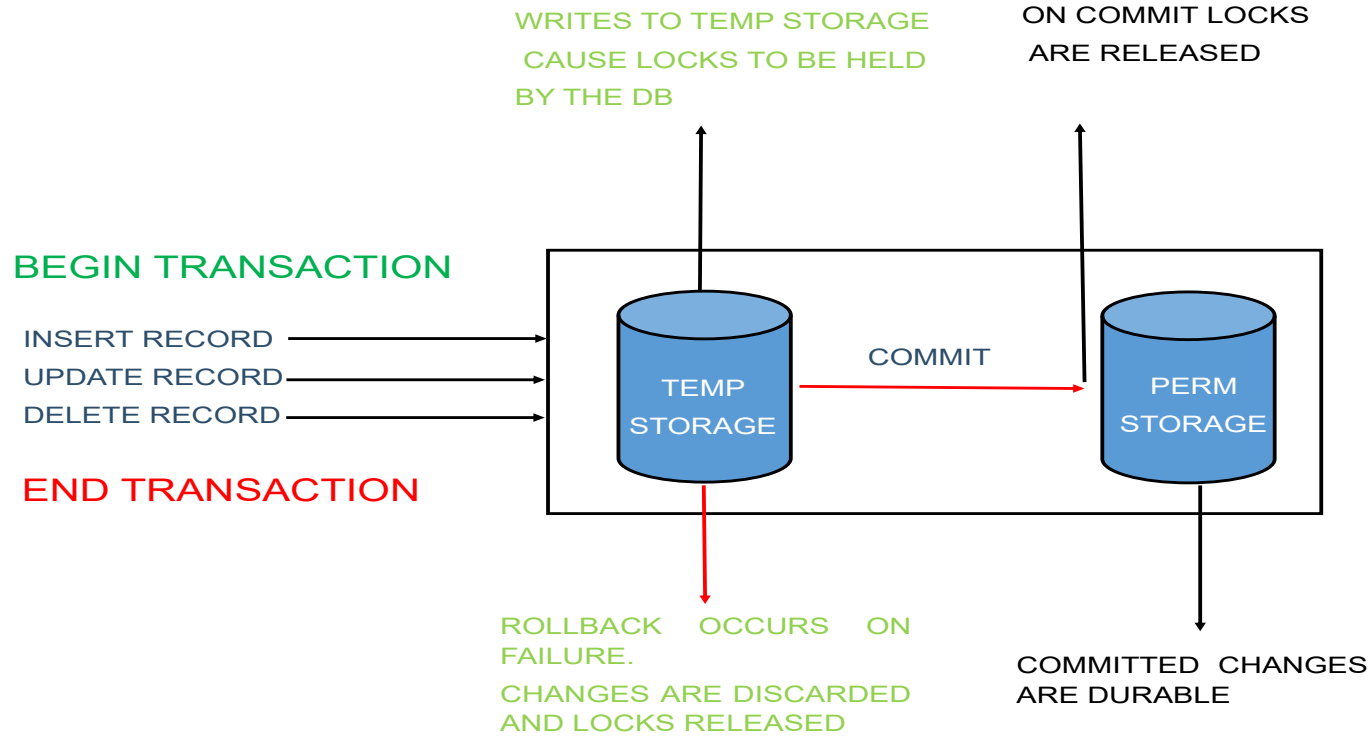 WRITES TO TEMP STORAGE
CAUSE LOCKS TO BE HELD
BY THE DB
ON COMMIT LOCKS
ARE RELEASED
BEGIN TRANSACTION
INSERT RECORD
UPDATE RECORD
DELETE RECORD
END TRANSACTION
TEMP
STORAGE
COMMIT
PERM
STORAGE
ROLLBACK OCCURS ON
FAILURE.
CHANGES ARE DISCARDED
AND LOCKS RELEASED
COMMITTED CHANGES
ARE DURABLE